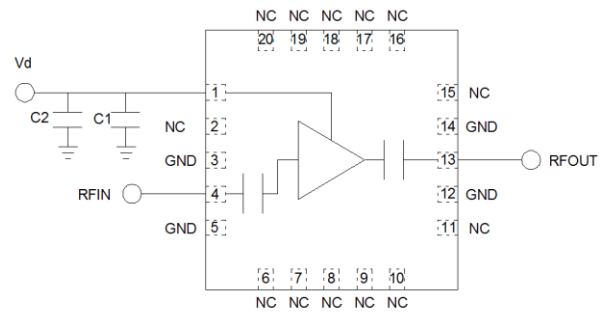 NC NC NC NC NC
20 19 18 17 16
Vd
1
15 NC
C2 C1
NC 2
14 GND
GND 3
13 RFOUT
RFIN 4
12 GND
GND 5
11 NC
6 7 8 9 10
NC NC NC NC NC